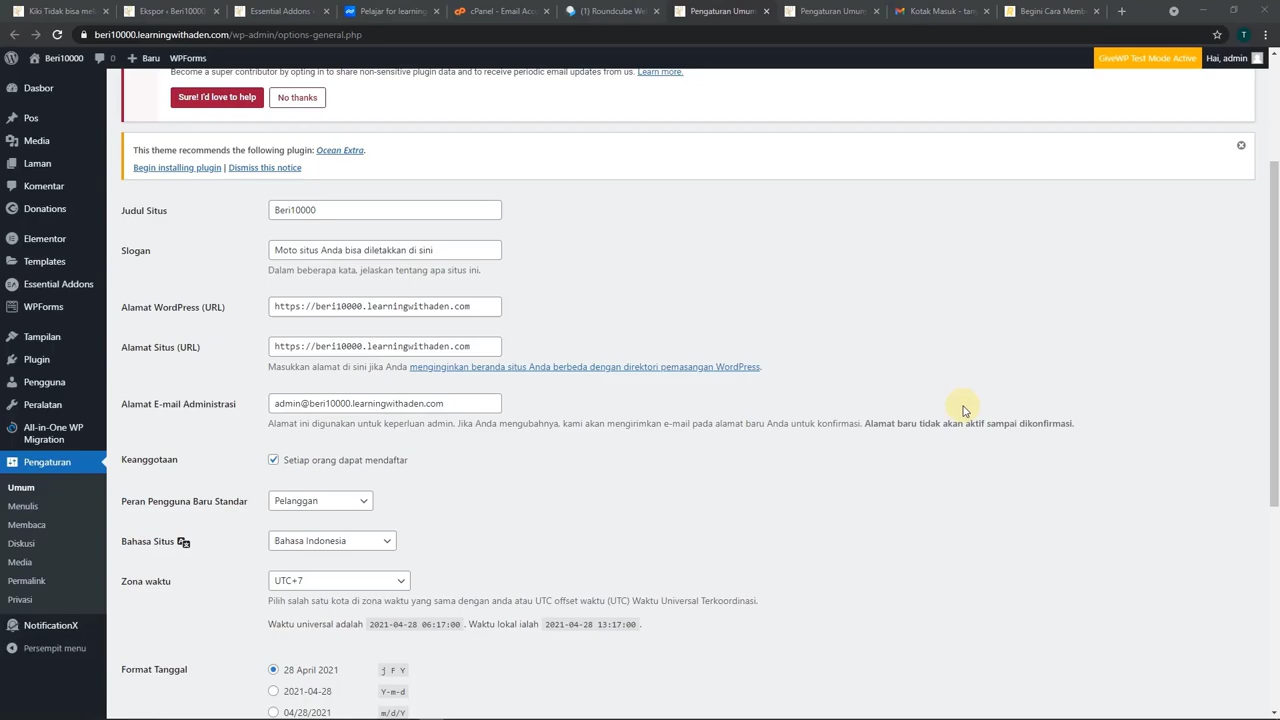 Kiki Tidak bisa mela
Ekspor ‹ Beri10000
Essential Addons -
Pelajar for learning
cPanel - Email Acco
(1) Roundcube Web
Pengaturan Umum
Pengaturan Umum
Kotak Masuk - tang
Begini Cara Membu
beri10000.learningwithaden.com/wp-admin/options-general.php
T
Beri10000
0
Baru
WPForms
GiveWP Test Mode Active
Hai, admin
Dasbor
Pos
Media
Laman
Komentar
Donations
Elementor
Templates
Essential Addons
WPForms
Tampilan
Plugin
Pengguna
Peralatan
All-in-One WP
Migration
Pengaturan
Umum
Menulis
Membaca
Diskusi
Media
Permalink
Privasi
NotificationX
Persempit menu
Become a super contributor by opting in to share non-sensitive plugin data and to receive periodic email updates from us. Learn more.
Sure! I'd love to help
No thanks
This theme recommends the following plugin: Ocean Extra.
Begin installing plugin | Dismiss this notice
Judul Situs
Beri10000
Slogan
Moto situs Anda bisa diletakkan di sini
Dalam beberapa kata, jelaskan tentang apa situs ini.
Alamat WordPress (URL)
https://beri10000.learningwithaden.com
Alamat Situs (URL)
https://beri10000.learningwithaden.com
Masukkan alamat di sini jika Anda menginginkan beranda situs Anda berbeda dengan direktori pemasangan WordPress.
Alamat E-mail Administrasi
admin@beri10000.learningwithaden.com
Alamat ini digunakan untuk keperluan admin. Jika Anda mengubahnya, kami akan mengirimkan e-mail pada alamat baru Anda untuk konfirmasi. Alamat baru tidak akan aktif sampai dikonfirmasi.
Keanggotaan
Setiap orang dapat mendaftar
Peran Pengguna Baru Standar
Pelanggan
Bahasa Situs
Bahasa Indonesia
Zona waktu
UTC+7
Pilih salah satu kota di zona waktu yang sama dengan anda atau UTC offset waktu (UTC) Waktu Universal Terkoordinasi.
Waktu universal adalah 2021-04-28 06:17:00 . Waktu lokal ialah 2021-04-28 13:17:00 .
Format Tanggal
28 April 2021
j F Y
2021-04-28
Y-m-d
04/28/2021
m/d/Y